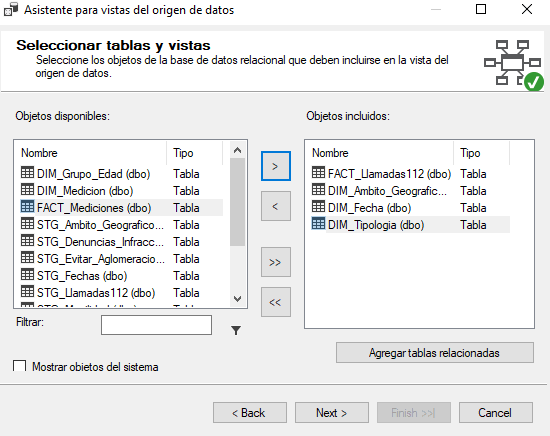 Asistente para vistas del origen de datos
Seleccionar tablas y vistas
Seleccione los objetos de la base de datos relacional que deben incluirse en la vista del
origen de datos.
Objetos disponibles:
Nombre Tipo
DIM_Grupo_Edad (dbo) Tabla
DIM_Medicion (dbo) Tabla
FACT_Mediciones (dbo) Tabla
STG_Ambito_Geografico... Tabla
STG_Denuncias_Infracc... Tabla
STG_Evitar_Aglomeracio... Tabla
STG_Fechas (dbo) Tabla
STG_Llamadas112 (dbo) Tabla
Filtrar:
Mostrar objetos del sistema
>
<
>>
<<
Objetos incluidos:
Nombre Tipo
FACT_Llamadas112 (dbo) Tabla
DIM_Ambito_Geografic... Tabla
DIM_Fecha (dbo) Tabla
DIM_Tipologia (dbo) Tabla
Agregar tablas relacionadas
< Back
Next >
Finish >>|
Cancel